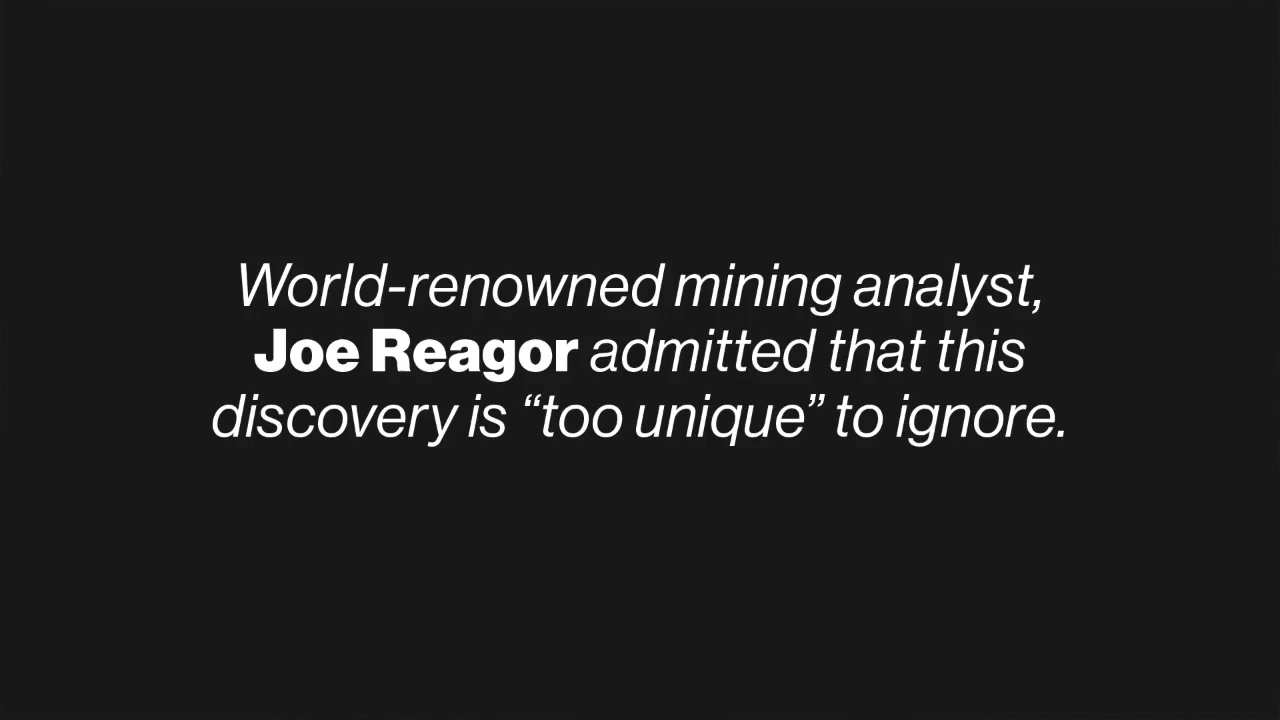 World-renowned mining analyst,
Joe Reagor admitted that this
discovery is “too unique” to ignore.